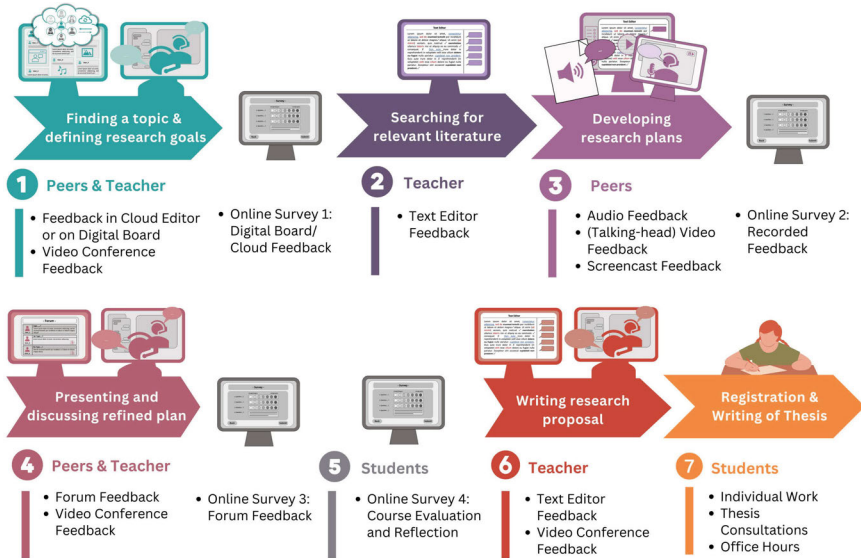 Finding a topic &
defining research goals
Searching for
relevant literature
Developing
research plans
1 Peers & Teacher
• Feedback in Cloud Editor
or on Digital Board
• Video Conference
Feedback
• Online Survey 1:
Digital Board/
Cloud Feedback
2 Teacher
• Text Editor
Feedback
3 Peers
• Audio Feedback
• (Talking-head) Video
Feedback
• Screencast Feedback
• Online Survey 2:
Recorded
Feedback
Presenting and
discussing refined plan
Writing research
proposal
Registration &
Writing of Thesis
4 Peers & Teacher
• Forum Feedback
• Video Conference
Feedback
• Online Survey 3:
Forum Feedback
5 Students
• Online Survey 4:
Course Evaluation
and Reflection
6 Teacher
• Text Editor
Feedback
• Video Conference
Feedback
7 Students
• Individual Work
• Thesis
Consultations
• Office Hours